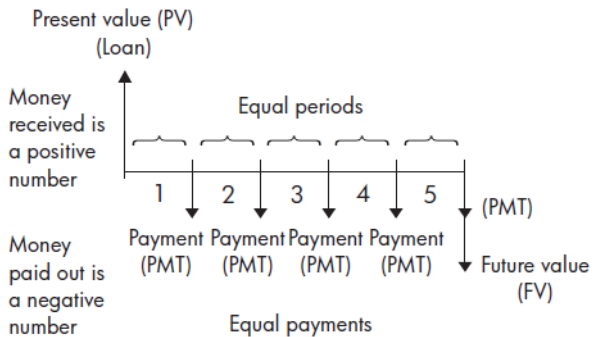 Present value (PV)
(Loan)
Money
received is
a positive
number
Equal periods
1 2 3 4 5
(PMT)
Payment Payment Payment Payment
(PMT) (PMT) (PMT) (PMT)
Money
paid out is
a negative
number
Future value
(FV)
Equal payments